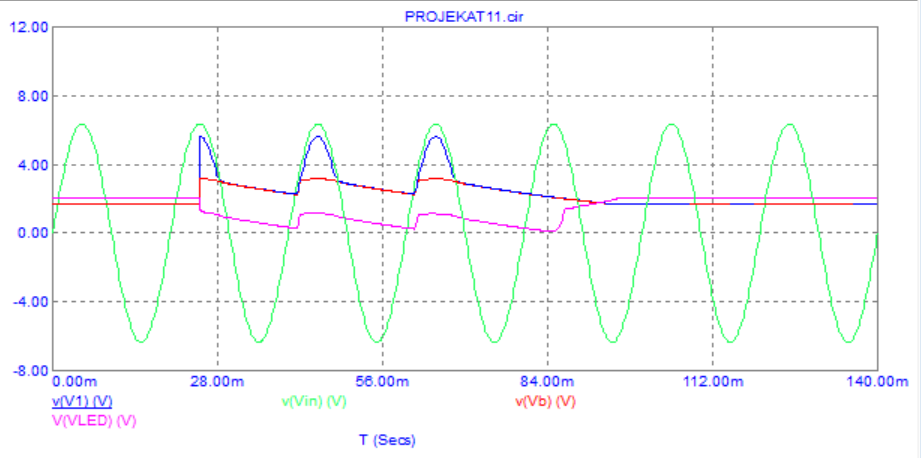 PROJEKAT11.cir
12.00
8.00
4.00
0.00
-4.00
-8.00
0.00m 28.00m 56.00m 84.00m 112.00m 140.00m
v(V1) (V) v(Vin) (V) v(Vb) (V)
V(VLED) (V)
T (Secs)